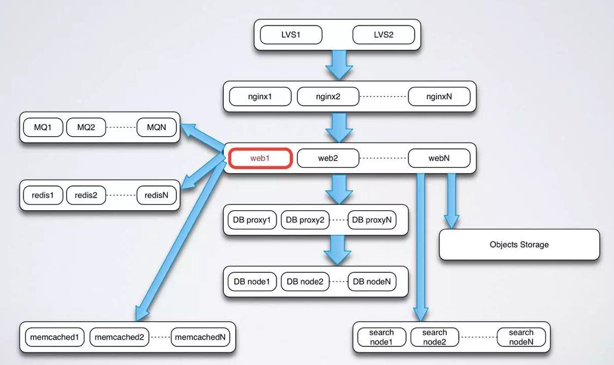 LVS1 LVS2
nginx1 nginx2 nginxN
MQ1 MQ2 MQN
web1 web2 webN
redis1 redis2 redisN
DB proxy1 DB proxy2 DB proxyN
Objects Storage
DB node1 DB node2 DB nodeN
memcached1 memcached2 memcachedN
search node1 search node2 search nodeN